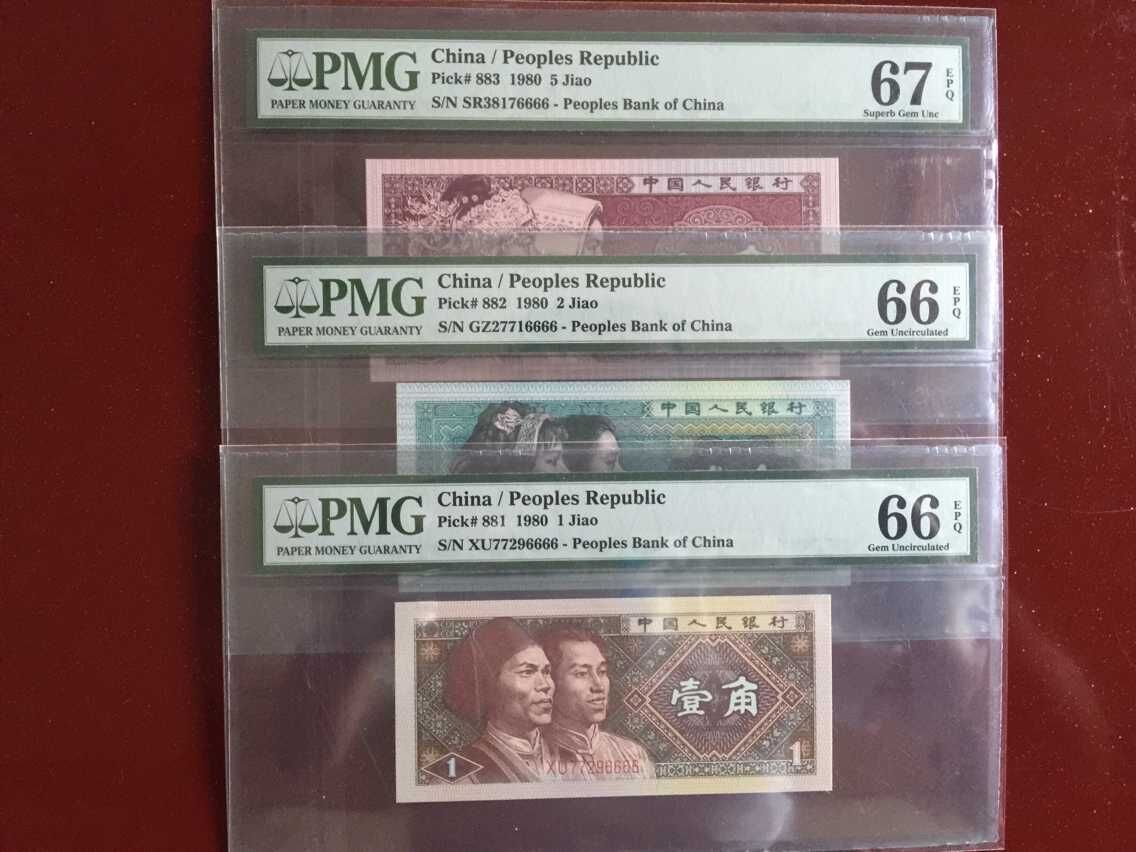 PMG
PAPER MONEY GUARANTY
China / Peoples Republic
Pick# 883 1980 5 Jiao
S/N SR38176666 - Peoples Bank of China
67
EPQ
Superb Gem Unc
中国人民银行
PMG
PAPER MONEY GUARANTY
China / Peoples Republic
Pick# 882 1980 2 Jiao
S/N GZ27716666 - Peoples Bank of China
66
EPQ
Gem Uncirculated
中国人民银行
PMG
PAPER MONEY GUARANTY
China / Peoples Republic
Pick# 881 1980 1 Jiao
S/N XU77296666 - Peoples Bank of China
66
EPQ
Gem Uncirculated
中国人民银行
壹角
1
XU77296666
1